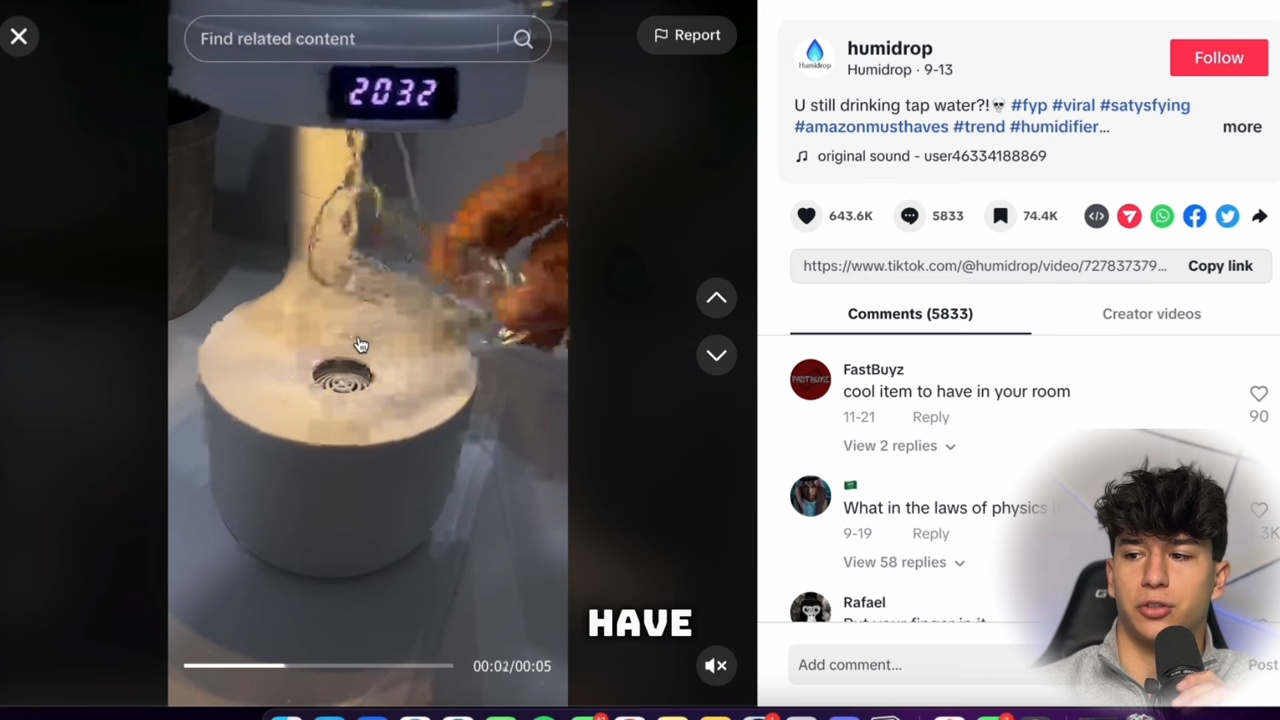 Find related content
Report
2032
HAVE
00:02/00:05
Humidrop
humidrop
Humidrop · 9-13
Follow
U still drinking tap water?!💀 #fyp #viral #satysfying
#amazonmusthaves #trend #humidifier...
more
original sound - user46334188869
643.6K
5833
74.4K
https://www.tiktok.com/@humidrop/video/727837379...
Copy link
Comments (5833)
Creator videos
FASTBUYZ
FastBuyz
cool item to have in your room
11-21
Reply
90
View 2 replies
What in the laws of physics
9-19
Reply
View 58 replies
Rafael
Add comment...
Post